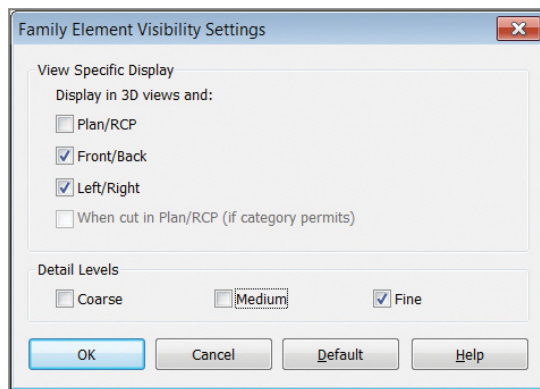 Family Element Visibility Settings
View Specific Display
Display in 3D views and:
Plan/RCP
Front/Back
Left/Right
When cut in Plan/RCP (if category permits)
Detail Levels
Coarse Medium Fine
OK Cancel Default Help